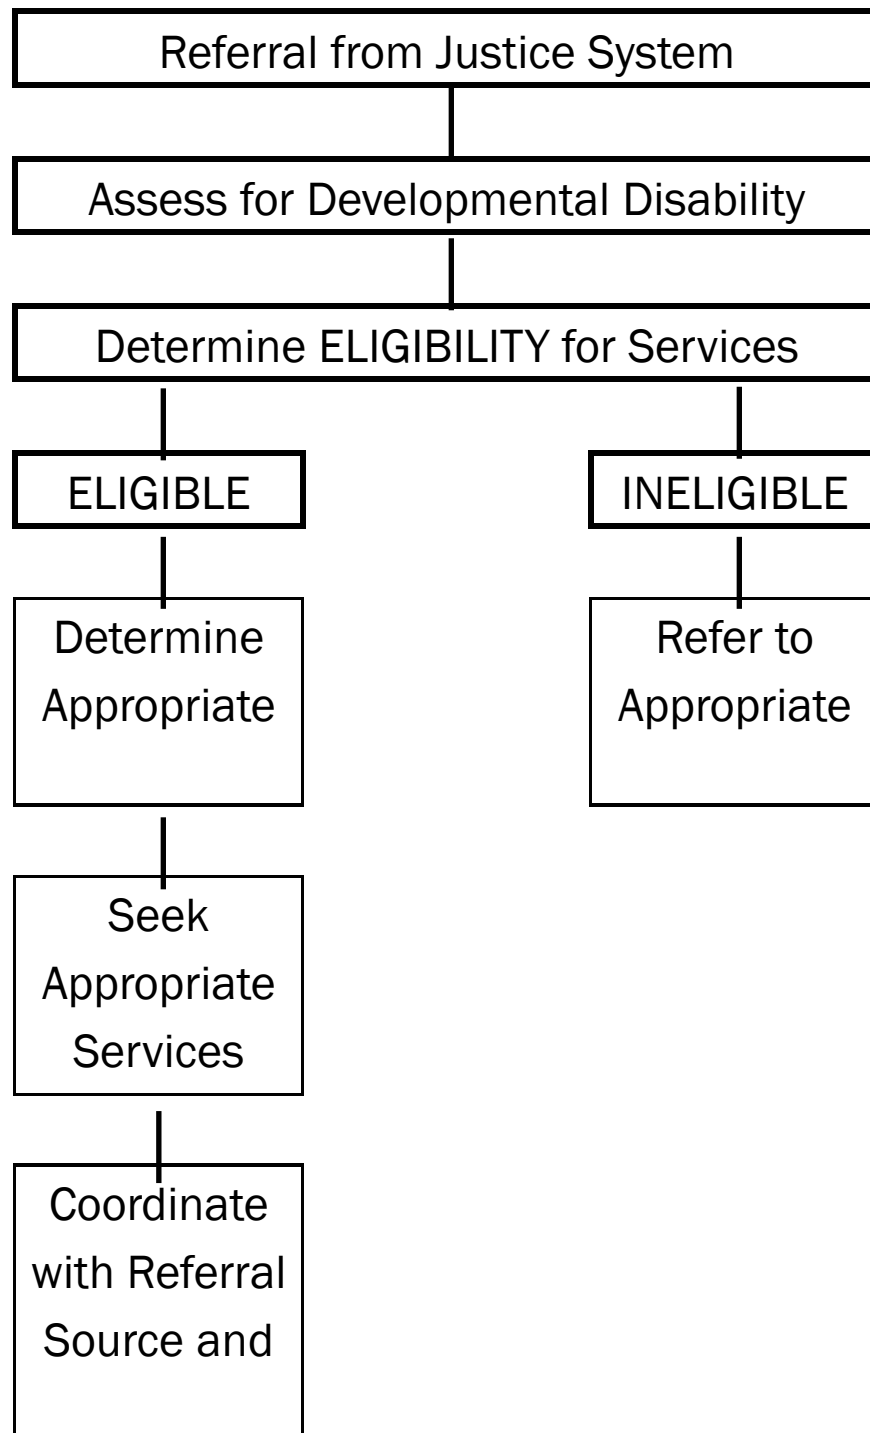 Referral from Justice System
Assess for Developmental Disability
Determine ELIGIBILITY for Services
ELIGIBLE
INELIGIBLE
Determine
Appropriate
Refer to
Appropriate
Seek
Appropriate
Services
Coordinate
with Referral
Source and